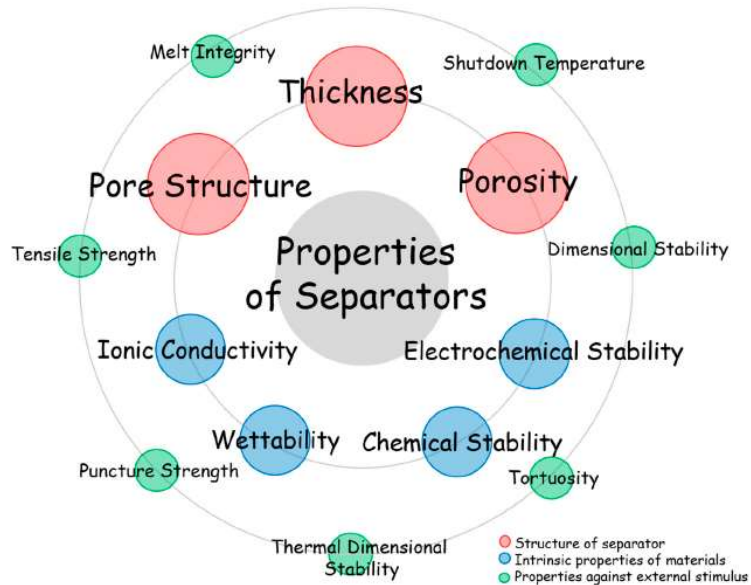 Melt Integrity
Shutdown Temperature
Thickness
Pore Structure
Porosity
Tensile Strength
Dimensional Stability
Properties
of Separators
Ionic Conductivity
Electrochemical Stability
Wettability
Chemical Stability
Puncture Strength
Tortuosity
Thermal Dimensional
Stability
Structure of separator
Intrinsic properties of materials
Properties against external stimulus